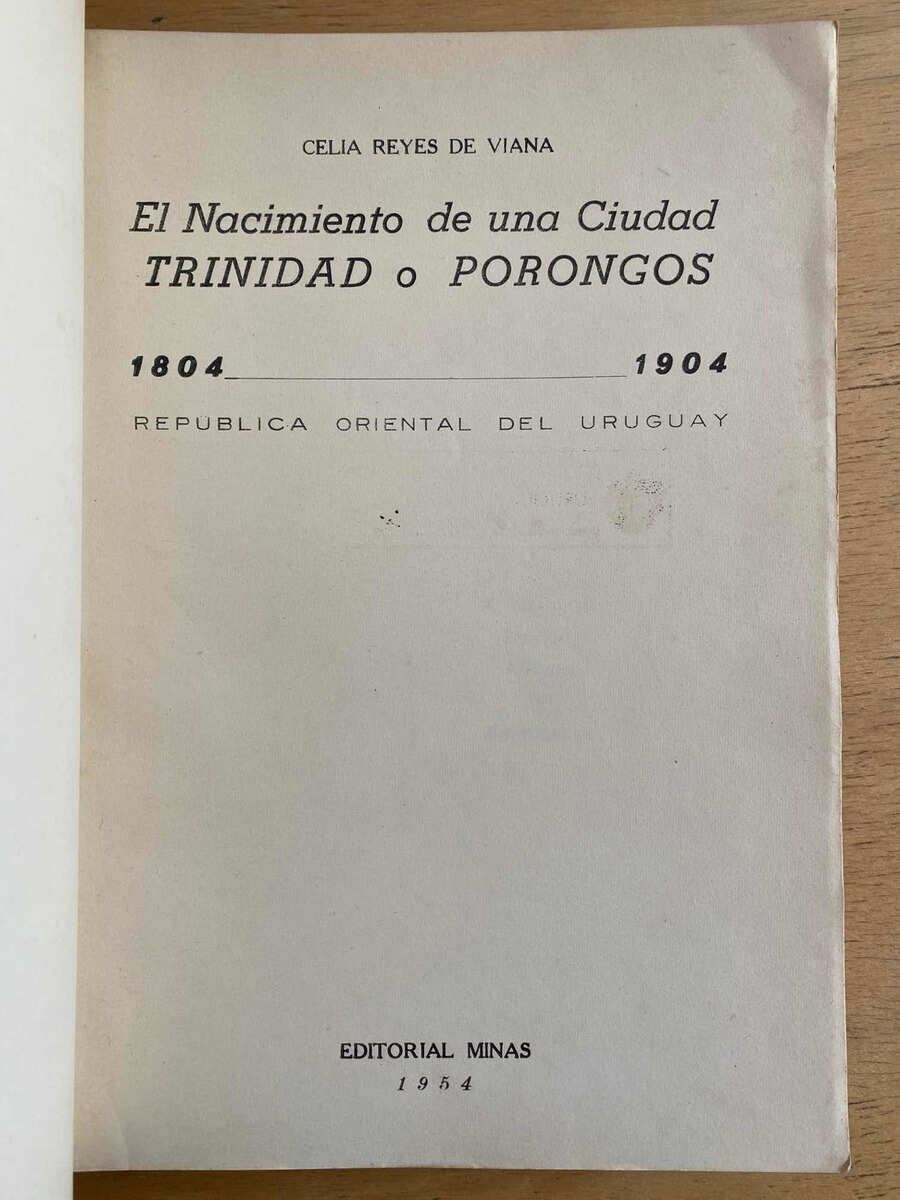 CELIA REYES DE VIANA
El Nacimiento de una Ciudad
TRINIDAD o PORONGOS
1804 1904
REPÚBLICA ORIENTAL DEL URUGUAY
EDITORIAL MINAS
1954